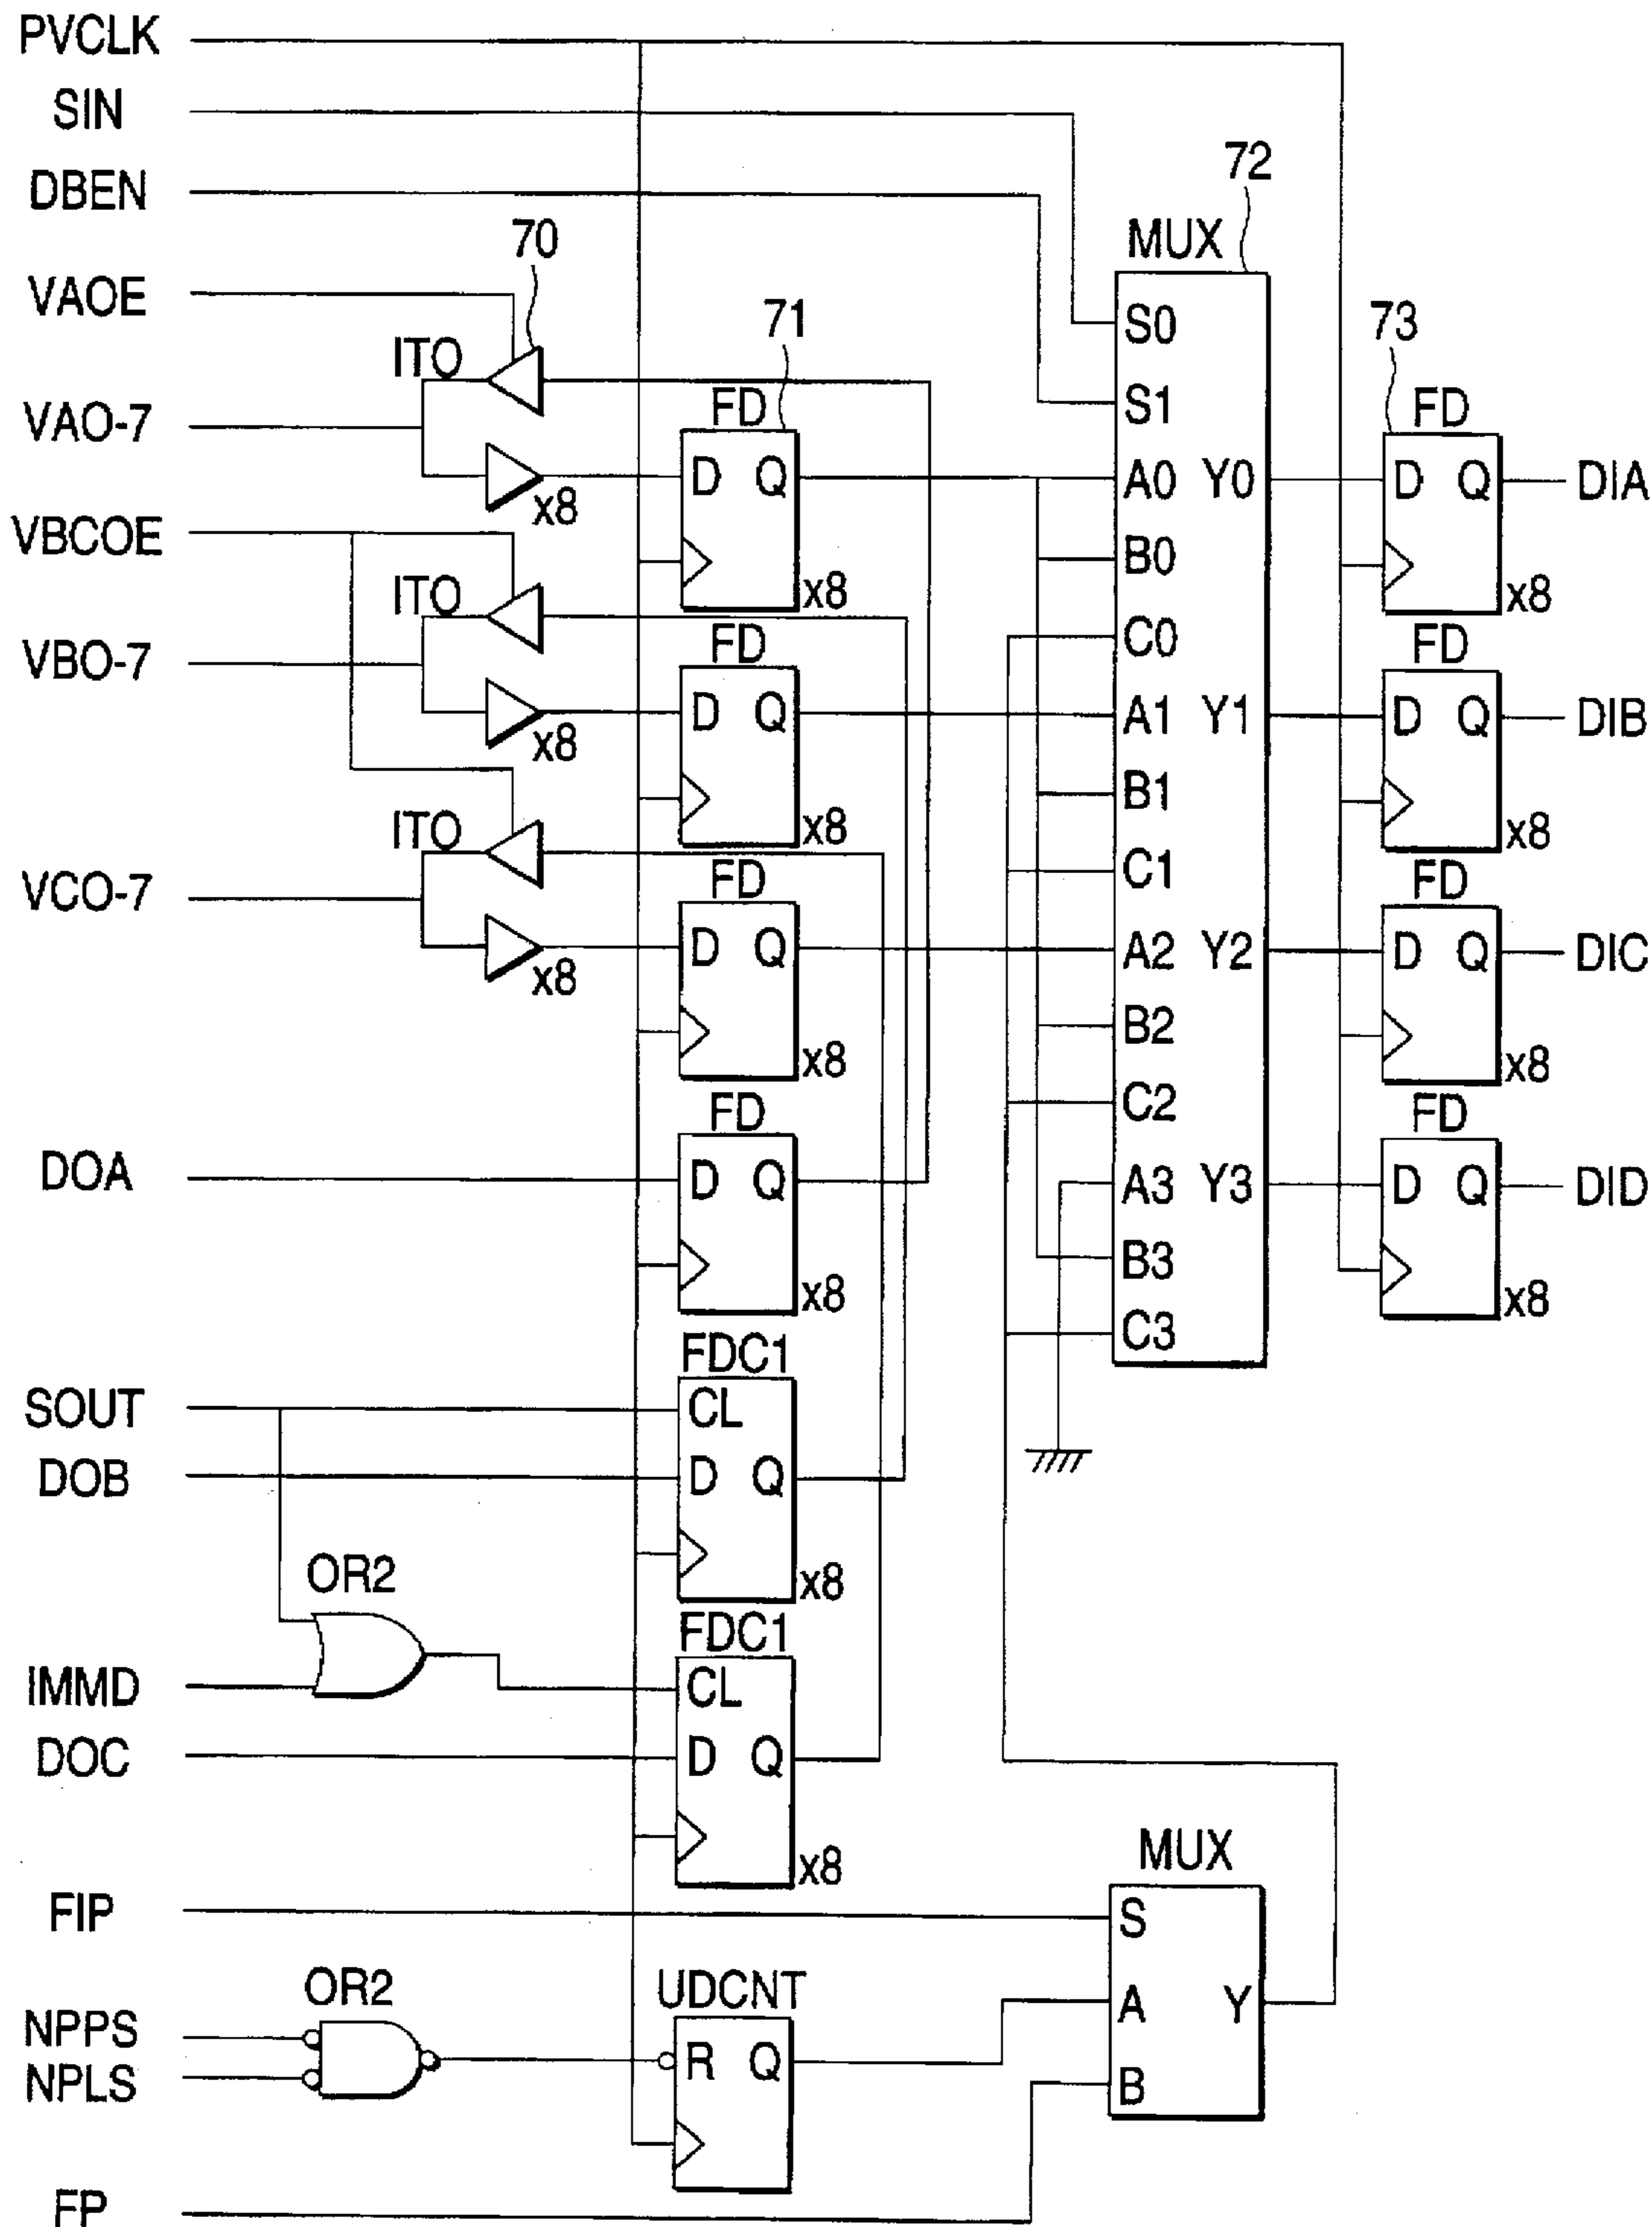 PVCLK
SIN
DBEN
72
MUX
VAOE
70
71
73
S0
ITO
S1
FD
FD
VAO-7
D Q
A0 Y0
D Q
DIA
x8
VBCOE
B0
x8
x8
ITO
C0
FD
FD
VBO-7
D Q
A1 Y1
D Q
DIB
x8
B1
x8
x8
ITO
C1
FD
FD
VCO-7
D Q
A2 Y2
D Q
DIC
x8
B2
x8
x8
C2
FD
FD
DOA
D Q
A3 Y3
D Q
DID
B3
x8
x8
C3
FDC1
SOUT
CL
DOB
D Q
x8
OR2
FDC1
IMMD
CL
DOC
D Q
x8
MUX
FIP
S
OR2
UDCNT
A Y
NPPS
R Q
NPLS
B
FP